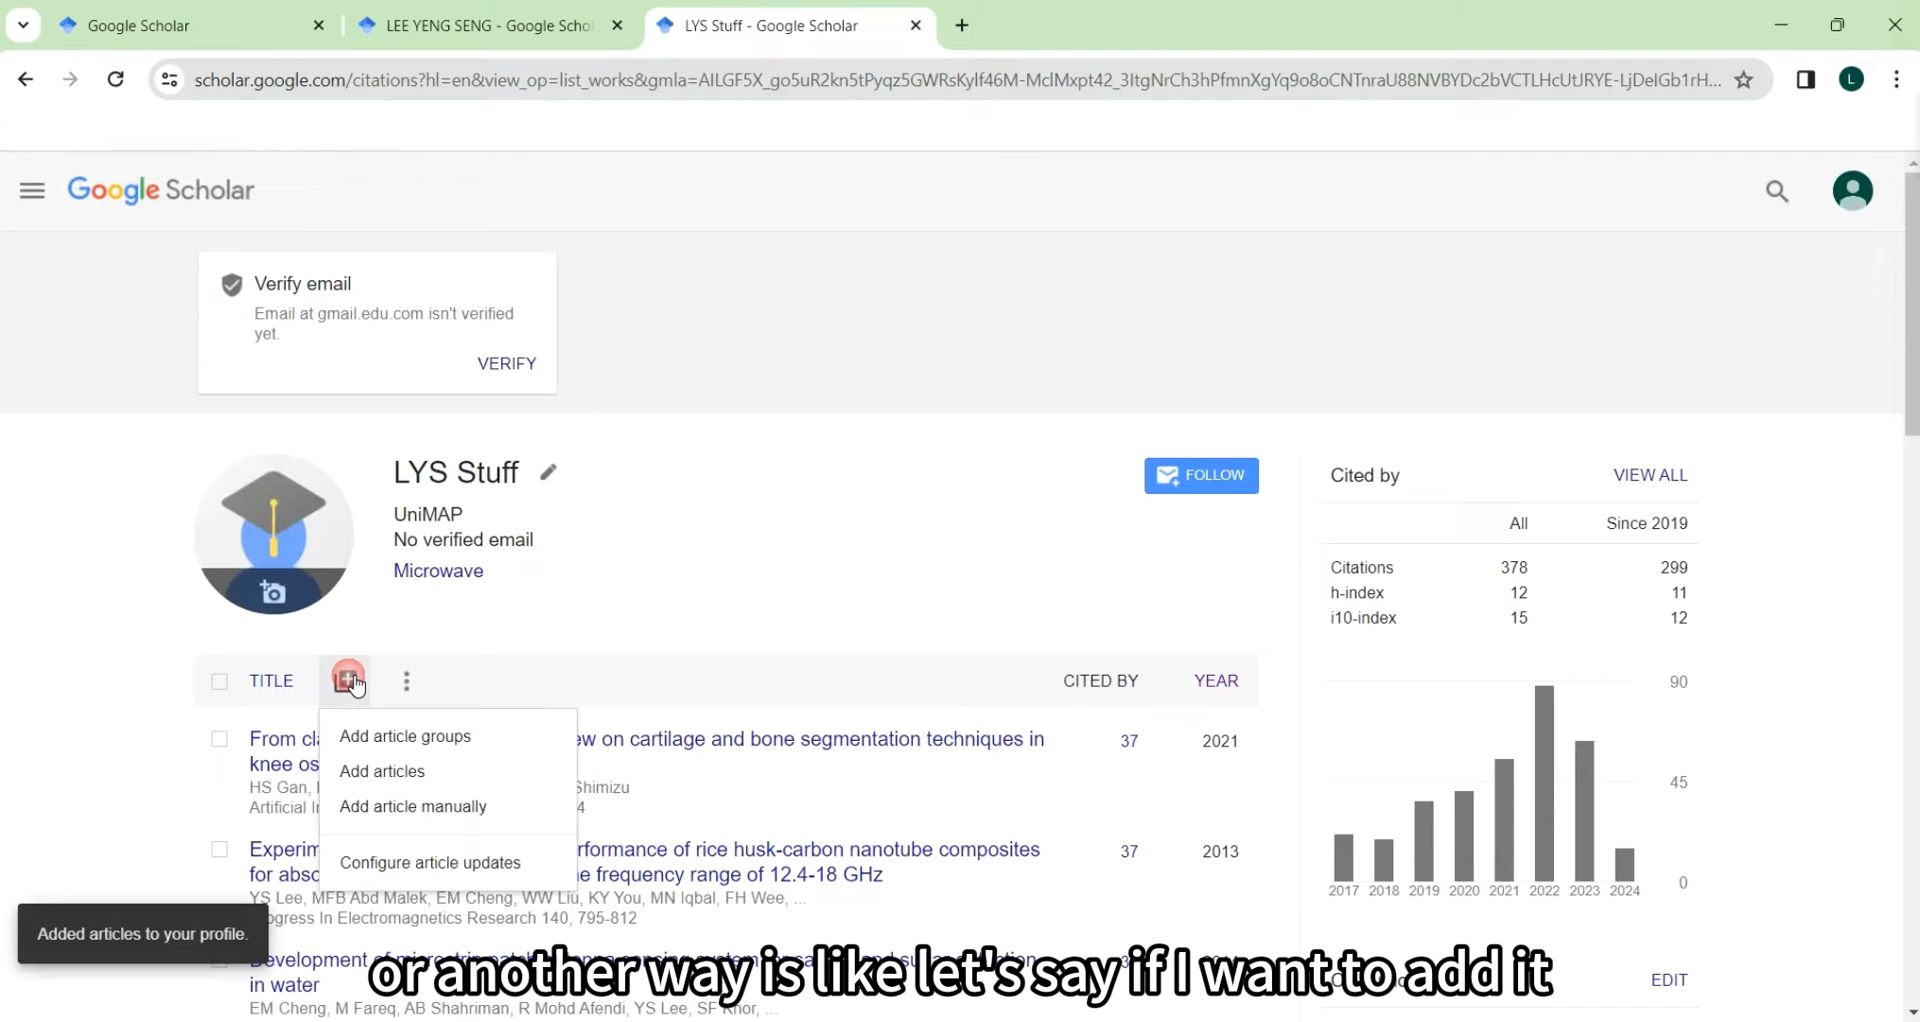 Google Scholar
LEE YENG SENG - Google Scho
LYS Stuff - Google Scholar
scholar.google.com/citations?hl=en&view_op=list_works&gmla=
L
Google Scholar
Verify email
Email at gmail.edu.com isn't verified
yet.
VERIFY
LYS Stuff
UniMAP
No verified email
Microwave
FOLLOW
Cited by VIEW ALL
All Since 2019
Citations 378 299
h-index 12 11
i10-index 15 12
90
45
0
2017 2018 2019 2020 2021 2022 2023 2024
EDIT
TITLE CITED BY YEAR
Add article groups
Add articles
Add article manually
Configure article updates
From cl ew on cartilage and bone segmentation techniques in 37 2021
knee os
HS Gan, Shimizu
Artificial I 4
Experim rformance of rice husk-carbon nanotube composites 37 2013
for abso e frequency range of 12.4-18 GHz
YS Lee, MFB Abd Malek, EM Cheng, WW Liu, KY You, MN Iqbal, FH Wee, ...
ogress In Electromagnetics Research 140, 795-812
Added articles to your profile.
Development of
in water
EM Cheng, M Fareq, AB Shahriman, R Mohd Afendi, YS Lee, SF Khor, ...
or another way is like let's say if I want to add it